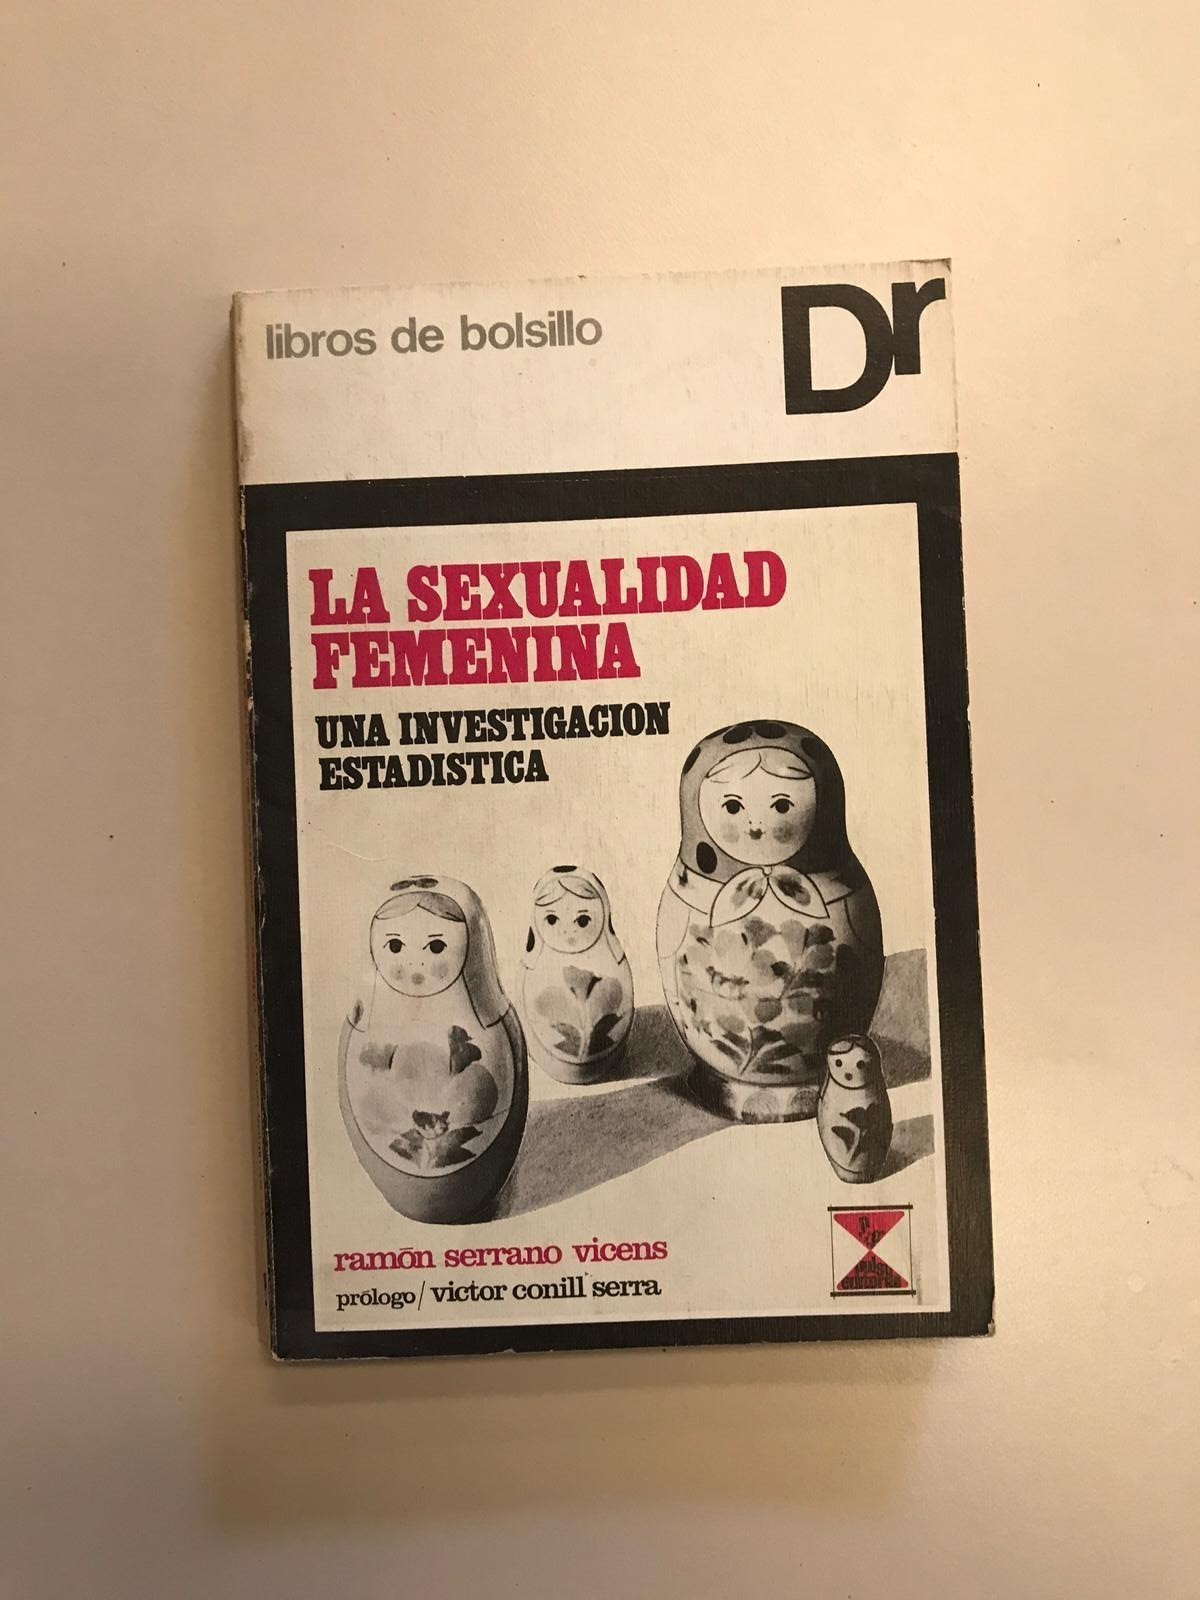 libros de bolsillo
Dr
LA SEXUALIDAD
FEMENINA
UNA INVESTIGACION
ESTADISTICA
ramōn serrano vicens
prólogo/victor conill serra